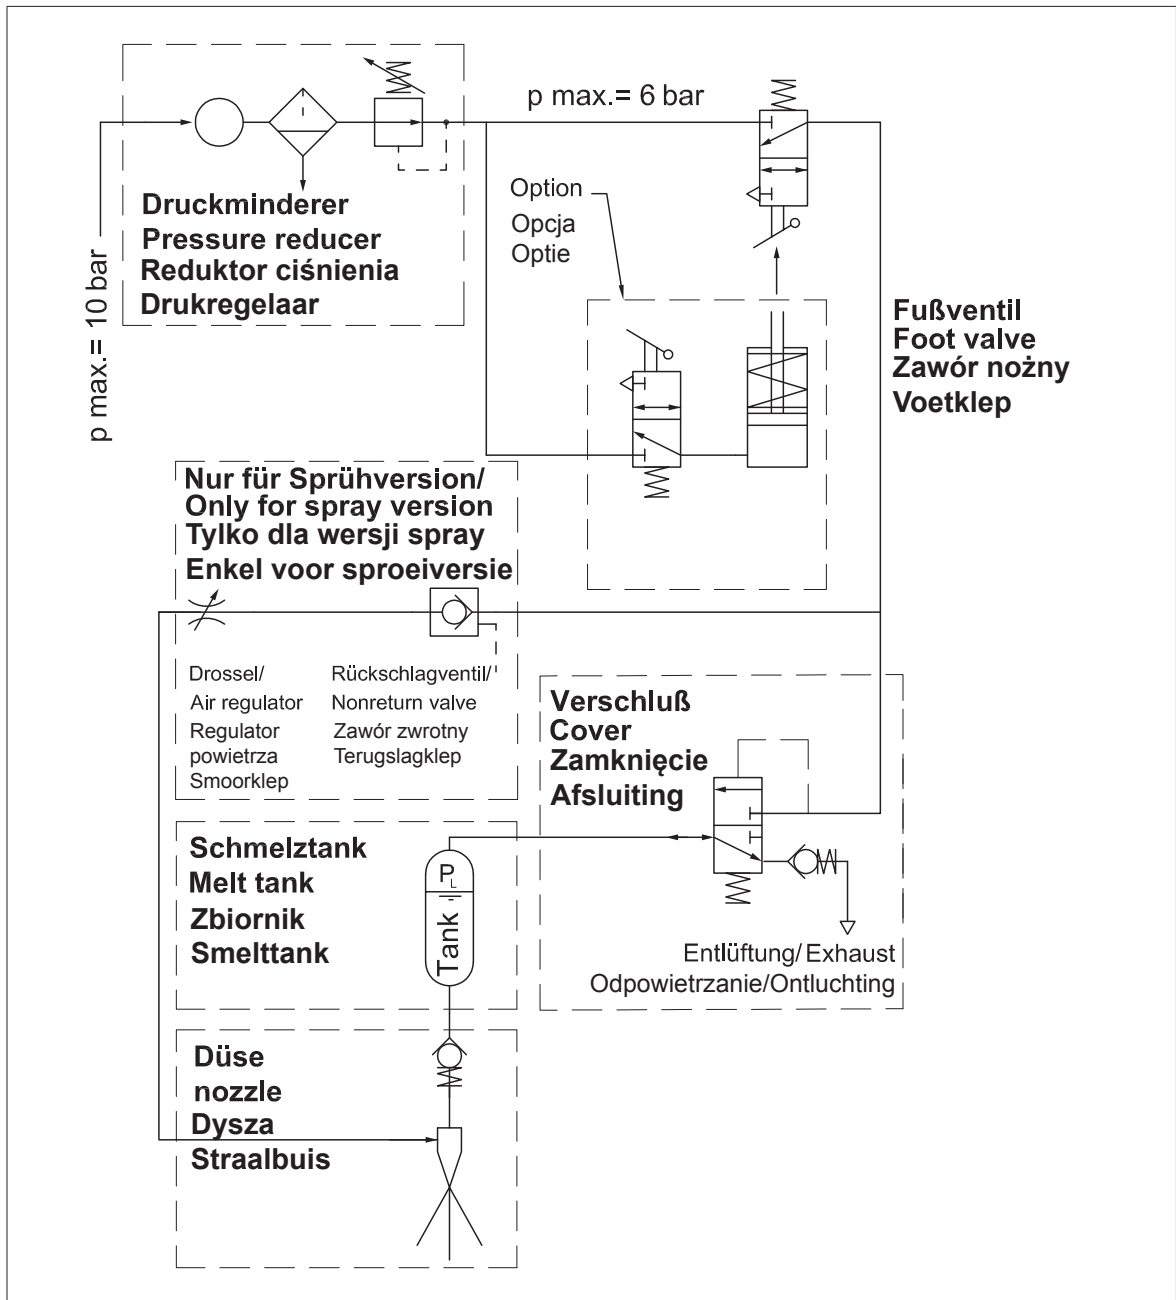 p max.= 10 bar
Druckminderer
Pressure reducer
Reduktor ciśnienia
Drukregelaar
p max.= 6 bar
Option
Opcja
Optie
Fußventil
Foot valve
Zawór nożny
Voetklep
Nur für Sprühversion/
Only for spray version
Tylko dla wersji spray
Enkel voor sproeiversie
Drossel/
Air regulator
Regulator
powietrza
Smoorklep
Rückschlagventil/
Nonreturn valve
Zawór zwrotny
Terugslagklep
Verschluß
Cover
Zamknięcie
Afsluiting
Entlüftung/Exhaust
Odpowietrzanie/Ontluchting
Schmelztank
Melt tank
Zbiornik
Smelttank
PL
Tank
Düse
nozzle
Dysza
Straalbuis